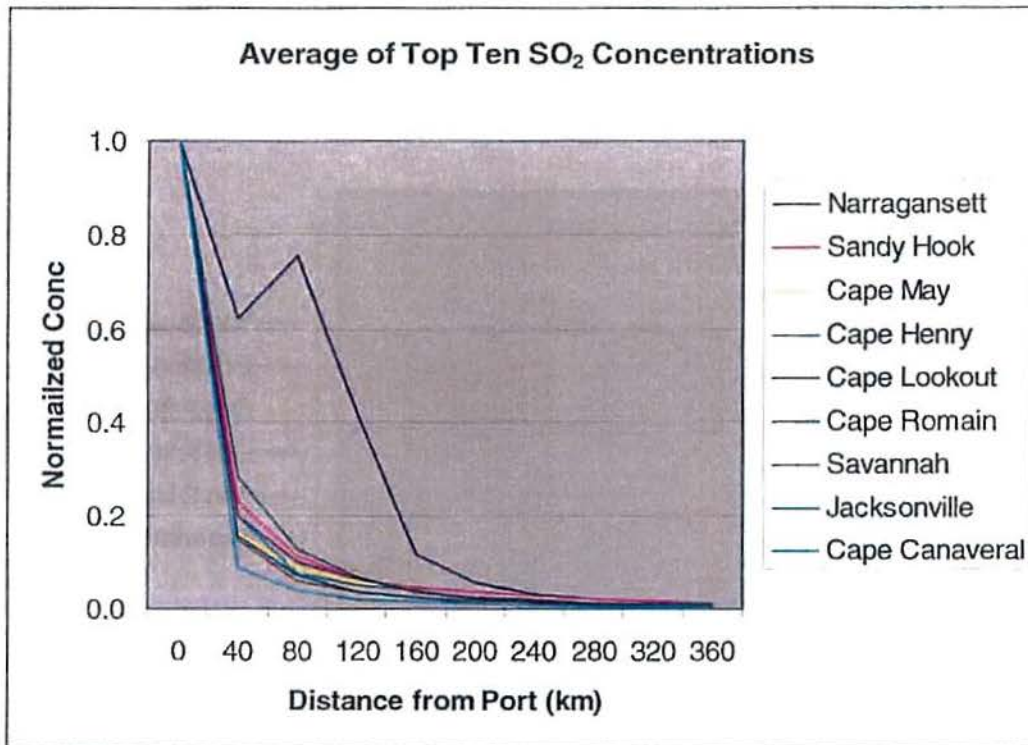 Average of Top Ten SO₂ Concentrations
1.0
0.8
0.6
0.4
0.2
0.0
Normailzed Conc
0 40 80 120 160 200 240 280 320 360
Distance from Port (km)
Narragansett
Sandy Hook
Cape May
Cape Henry
Cape Lookout
Cape Romain
Savannah
Jacksonville
Cape Canaveral